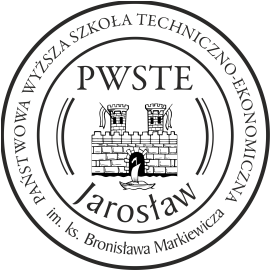 PAŃSTWOWA WYŻSZA SZKOŁA TECHNICZNO-EKONOMICZNA
PWSTE
Jarosław
im. ks. Bronisława Markiewicza